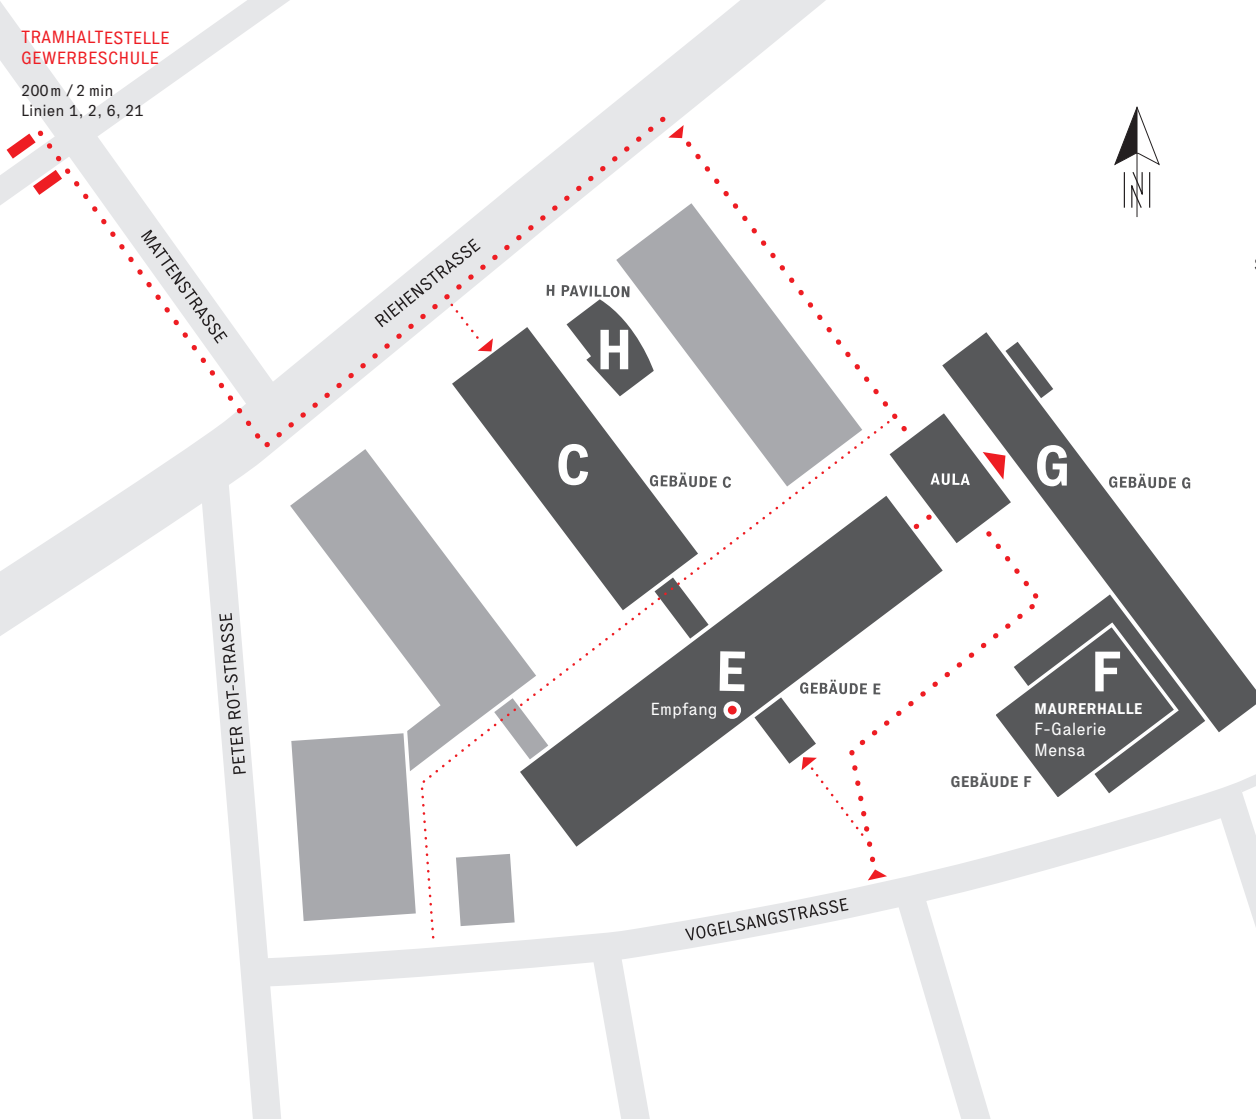 TRAMHALTESTELLE
GEWERBESCHULE
200 m / 2 min
Linien 1, 2, 6, 21
MATTENSTRASSE
RIEHENSTRASSE
N
H PAVILLON
H
C
GEBÄUDE C
AULA
G
GEBÄUDE G
PETER ROT-STRASSE
E
Empfang
GEBÄUDE E
F
MAURERHALLE
F-Galerie
Mensa
GEBÄUDE F
VOGELSANGSTRASSE